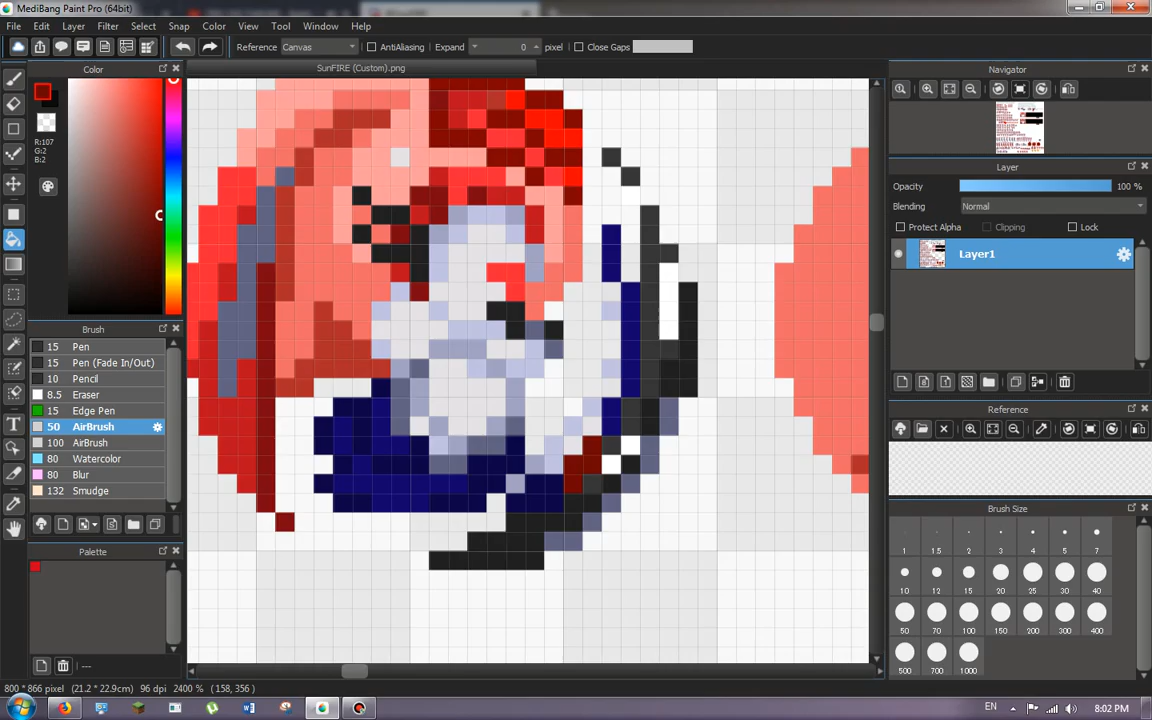 MediBang Paint Pro (64bit)
File Edit Layer Filter Select Snap Color View Tool Window Help
Reference Canvas AntiAliasing Expand 0 pixel Close Gaps
Color
SunFIRE (Custom).png
Navigator
R:107
G:2
B:2
Layer
Opacity 100 %
Blending Normal
Protect Alpha Clipping Lock
Layer1
Brush
15 Pen
15 Pen (Fade In/Out)
10 Pencil
8.5 Eraser
15 Edge Pen
50 AirBrush
100 AirBrush
80 Watercolor
80 Blur
132 Smudge
Reference
Palette
---
Brush Size
1 1.5 2 3 4 5 7
10 12 15 20 25 30 40
50 70 100 150 200 300 400
500 700 1000
800 * 866 pixel (21.2 * 22.9cm) 96 dpi 2400 % ( 158, 356 )
EN 8:02 PM